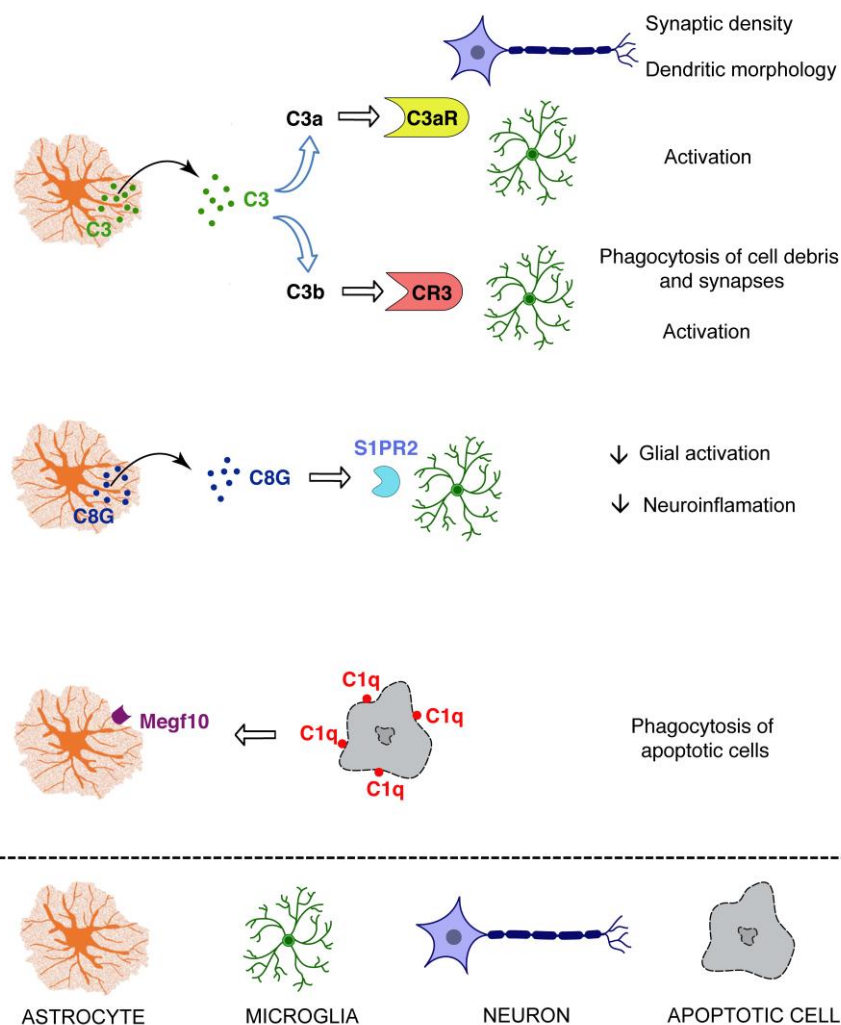 Synaptic density
Dendritic morphology
C3a
C3aR
Activation
C3
C3
C3b
CR3
Phagocytosis of cell debris
and synapses
Activation
S1PR2
C8G
C8G
↓ Glial activation
↓ Neuroinflamation
Megf10
C1q
C1q
C1q
C1q
Phagocytosis of
apoptotic cells
ASTROCYTE
MICROGLIA
NEURON
APOPTOTIC CELL